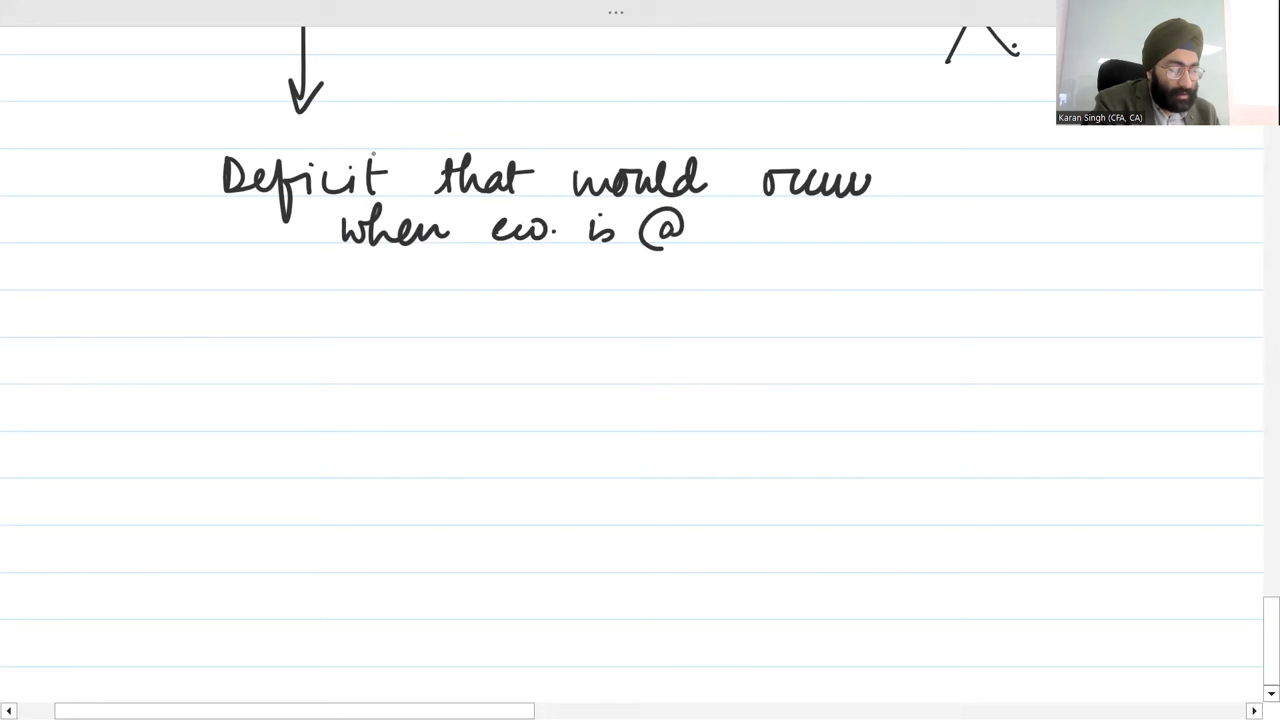 ...
Karan Singh (CFA, CA)
Deficit that would occur
when eco. is @